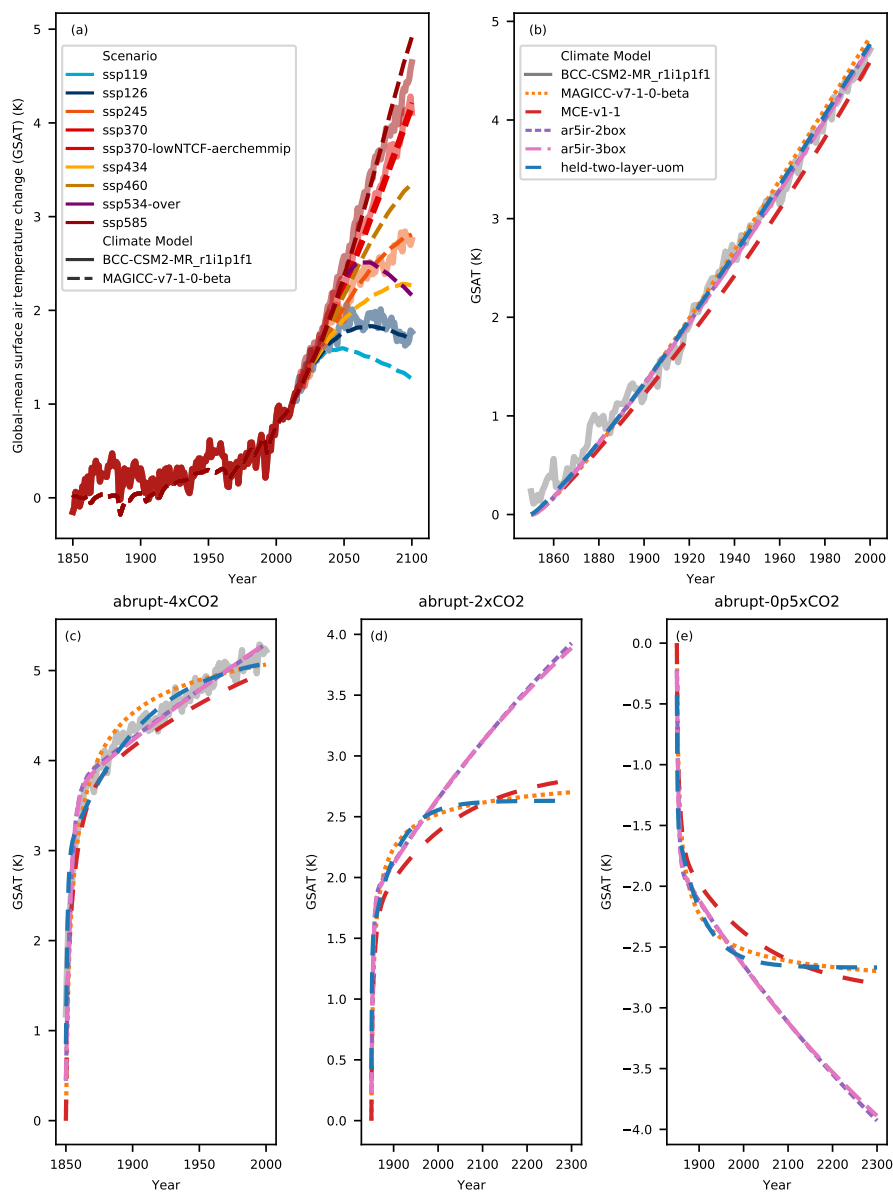 (a)
Scenario
ssp119
ssp126
ssp245
ssp370
ssp370-lowNTCF-aerchemmip
ssp434
ssp460
ssp534-over
ssp585
Climate Model
BCC-CSM2-MR_r1i1p1f1
MAGICC-v7-1-0-beta
Global-mean surface air temperature change (GSAT) (K)
5
4
3
2
1
0
1850
1900
1950
2000
2050
2100
Year
(b)
Climate Model
BCC-CSM2-MR_r1i1p1f1
MAGICC-v7-1-0-beta
MCE-v1-1
ar5ir-2box
ar5ir-3box
held-two-layer-uom
GSAT (K)
5
4
3
2
1
0
1860
1880
1900
1920
1940
1960
1980
2000
Year
abrupt-4xCO2
(c)
GSAT (K)
5
4
3
2
1
0
1850
1900
1950
2000
Year
abrupt-2xCO2
(d)
GSAT (K)
4.0
3.5
3.0
2.5
2.0
1.5
1.0
0.5
0.0
1900
2000
2100
2200
2300
Year
abrupt-0p5xCO2
(e)
GSAT (K)
0.0
−0.5
−1.0
−1.5
−2.0
−2.5
−3.0
−3.5
−4.0
1900
2000
2100
2200
2300
Year